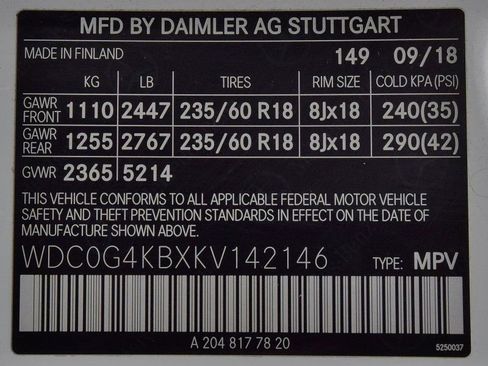 MFD BY DAIMLER AG STUTTGART
MADE IN FINLAND 149 09/18
KG LB TIRES RIM SIZE COLD KPA (PSI)
GAWR FRONT 1110 2447 235/60 R18 8Jx18 240(35)
GAWR REAR 1255 2767 235/60 R18 8Jx18 290(42)
GVWR 2365 5214
THIS VEHICLE CONFORMS TO ALL APPLICABLE FEDERAL MOTOR VEHICLE
SAFETY AND THEFT PREVENTION STANDARDS IN EFFECT ON THE DATE OF
MANUFACTURE SHOWN ABOVE.
WDC0G4KBXKV142146 TYPE: MPV
A 204 817 78 20
5250037